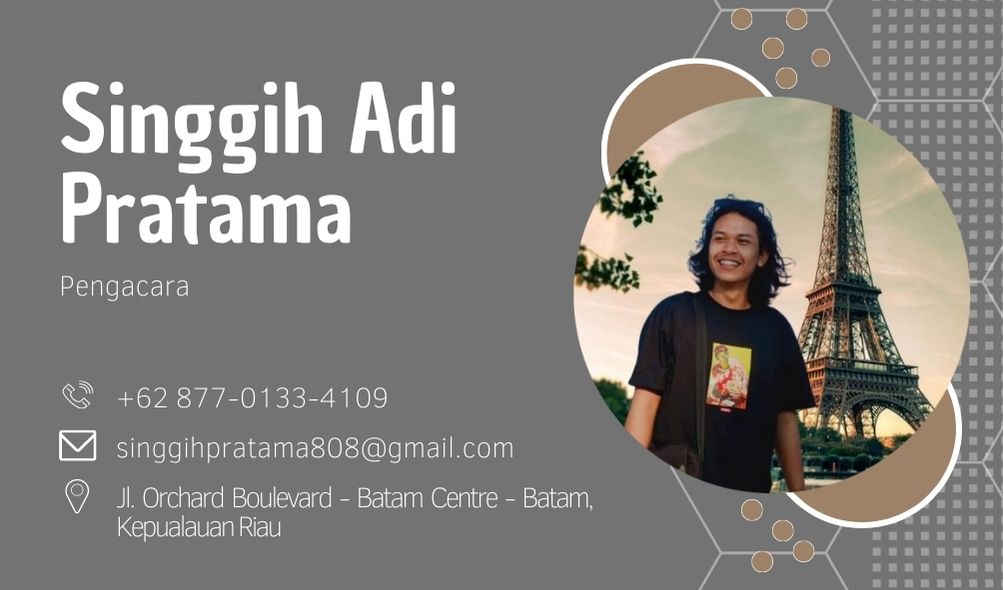 Singgih Adi
Pratama
Pengacara
+62 877-0133-4109
singgihpratama808@gmail.com
Jl. Orchard Boulevard - Batam Centre - Batam,
Kepualauan Riau